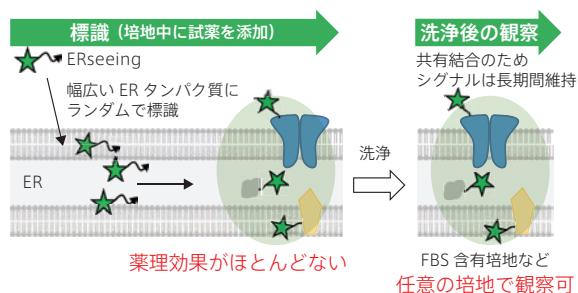 標識（培地中に試薬を添加）
ERseeing
幅広い ER タンパク質に
ランダムで標識
ER
薬理効果がほとんどない
洗浄
洗浄後の観察
共有結合のため
シグナルは長期間維持
FBS 含有培地など
任意の培地で観察可